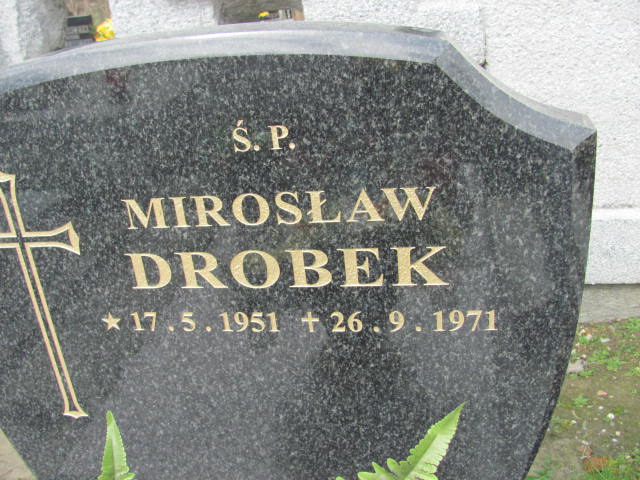 Ś. P.
MIROSŁAW
DROBEK
★ 17.5.1951 ✝ 26.9.1971